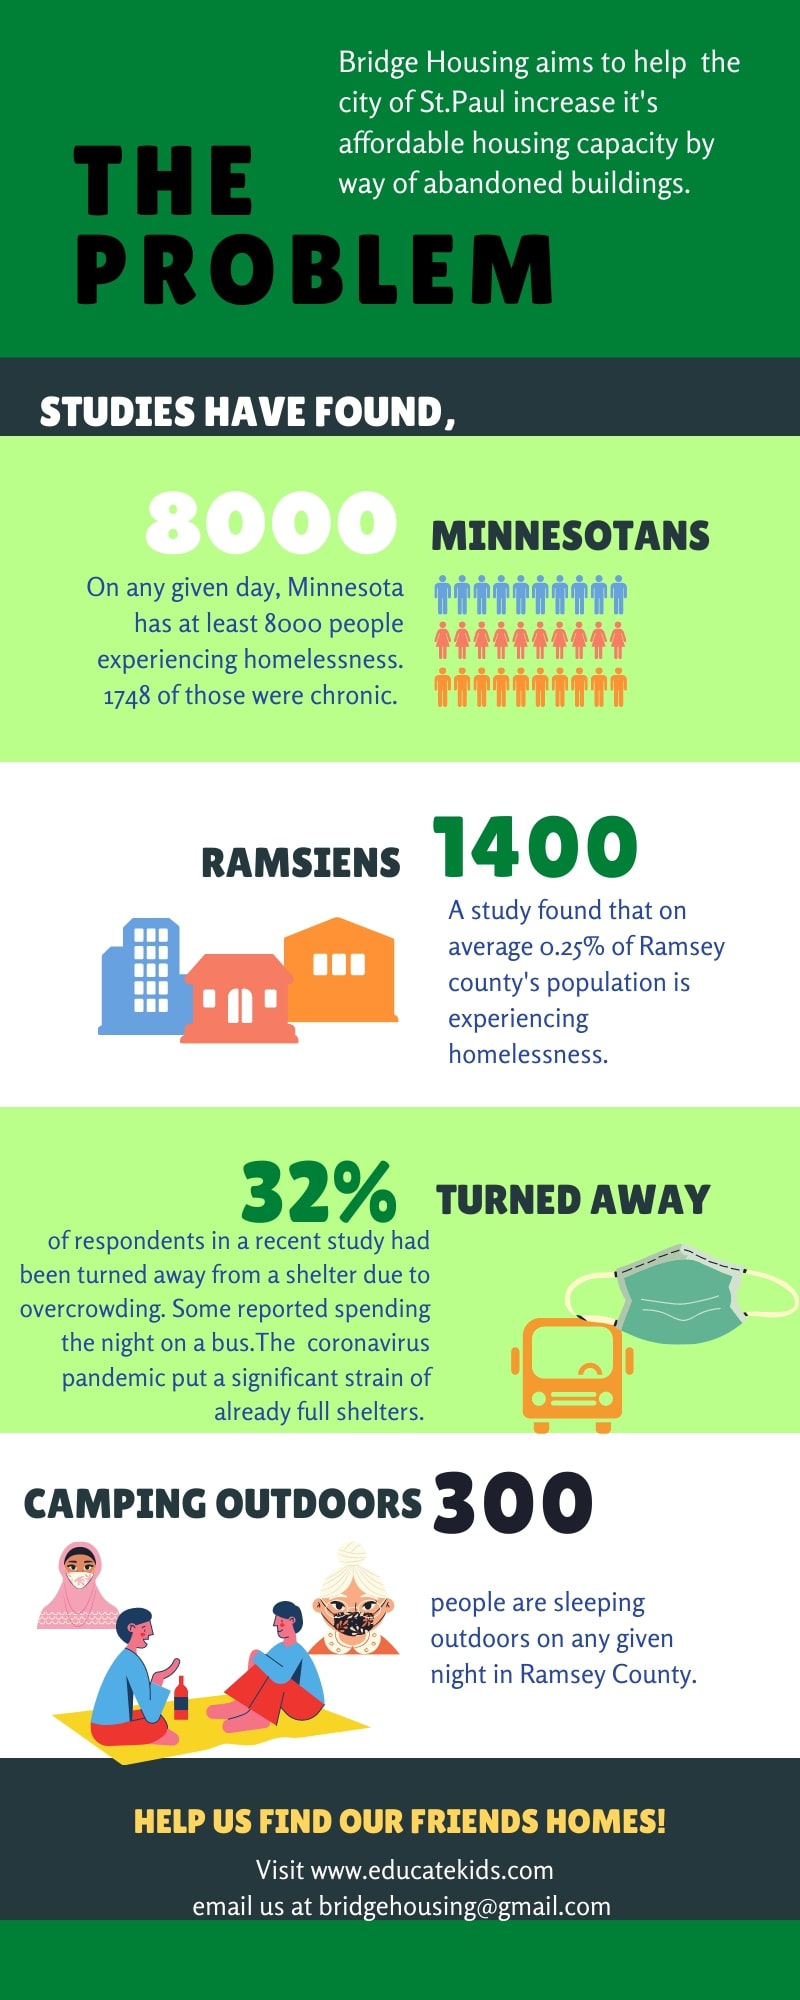 Bridge Housing aims to help  the
city of St.Paul increase it's
affordable housing capacity by
way of abandoned buildings.
THE
PROBLEM
STUDIES HAVE FOUND,
8000
MINNESOTANS
On any given day, Minnesota
has at least 8000 people
experiencing homelessness.
1748 of those were chronic.
RAMSIENS
1400
A study found that on
average 0.25% of Ramsey
county's population is
experiencing
homelessness.
32%
TURNED AWAY
of respondents in a recent study had
been turned away from a shelter due to
overcrowding. Some reported spending
the night on a bus.The  coronavirus
pandemic put a significant strain of
already full shelters.
CAMPING OUTDOORS
300
people are sleeping
outdoors on any given
night in Ramsey County.
HELP US FIND OUR FRIENDS HOMES!
Visit www.educatekids.com
email us at bridgehousing@gmail.com